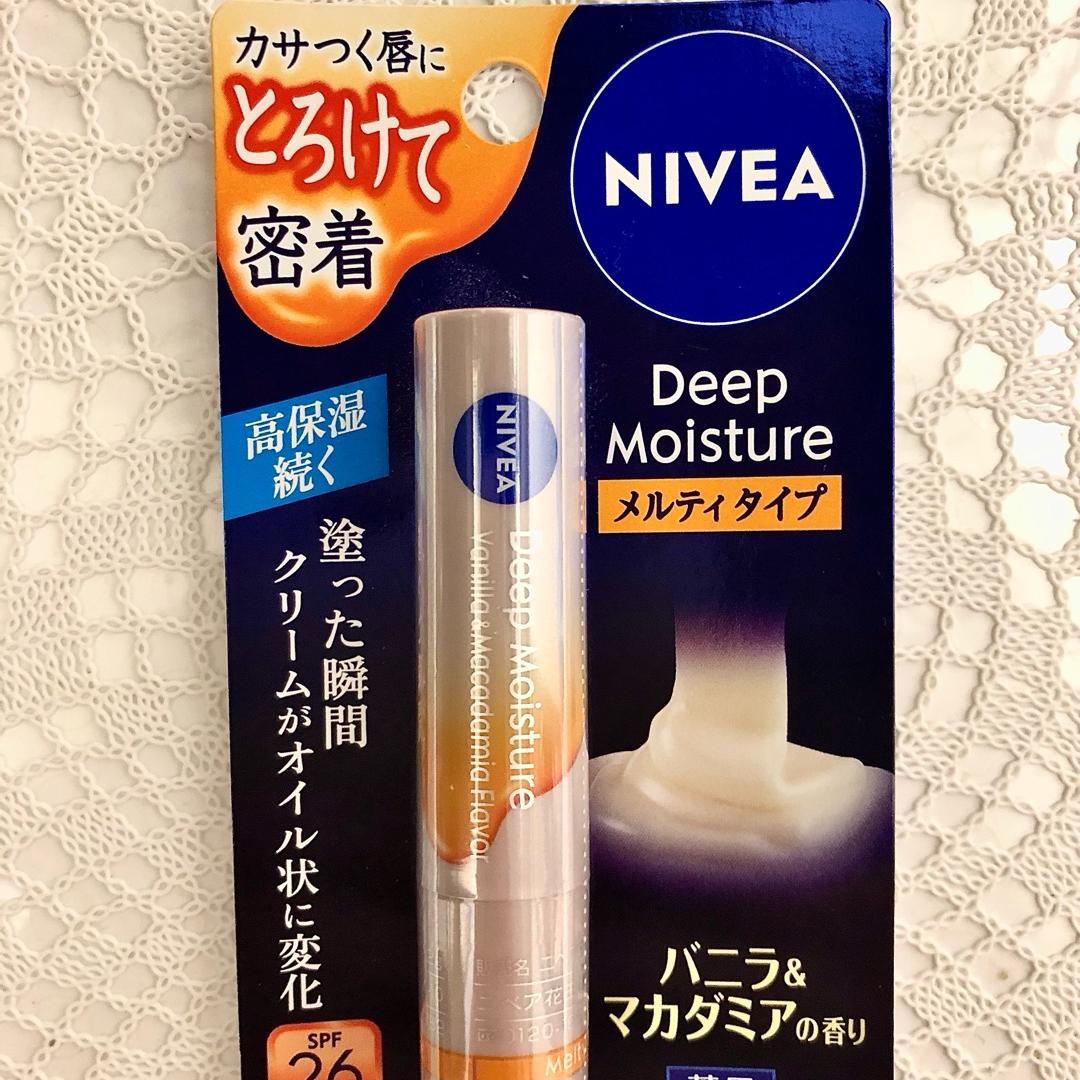 カサつく唇に
とろけて
密着
NIVEA
Deep
Moisture
メルティタイプ
高保湿
続く
塗った瞬間
クリームがオイル状に変化
SPF
26
NIVEA
Deep Moisture
Vanilla & Macadamia Flavor
0120-
Melty
バニラ&
マカダミアの香り